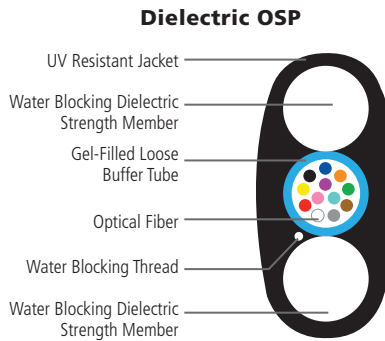 Dielectric OSP
UV Resistant Jacket
Water Blocking Dielectric
Strength Member
Gel-Filled Loose
Buffer Tube
Optical Fiber
Water Blocking Thread
Water Blocking Dielectric
Strength Member